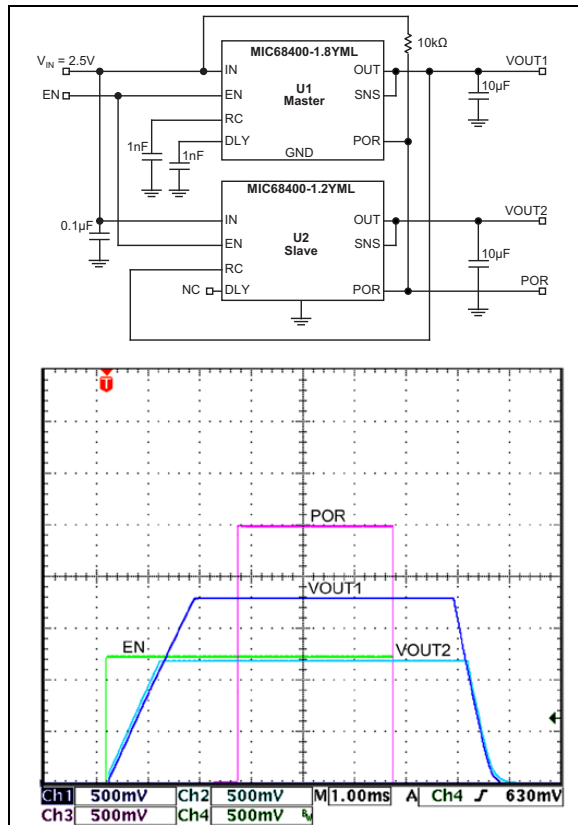 MIC68400-1.8YML
10kΩ
VIN = 2.5V
IN
OUT
VOUT1
U1
EN
EN
Master
SNS
10µF
RC
1nF
1nF
DLY
POR
GND
MIC68400-1.2YML
IN
OUT
VOUT2
0.1µF
U2
EN
Slave
SNS
RC
10µF
NC
DLY
POR
POR
T
POR
VOUT1
EN
VOUT2
Ch1 500mV Ch2 500mV M 1.00ms A Ch4 630mV
Ch3 500mV Ch4 500mV BW